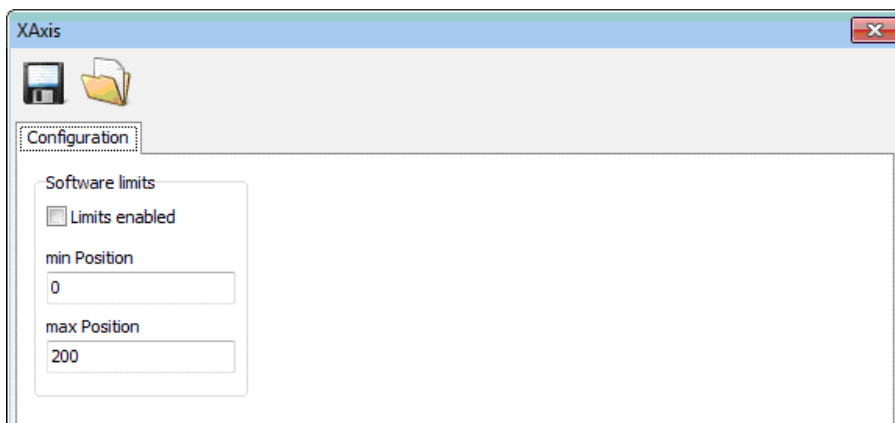 XAxis
Configuration
Software limits
Limits enabled
min Position
0
max Position
200